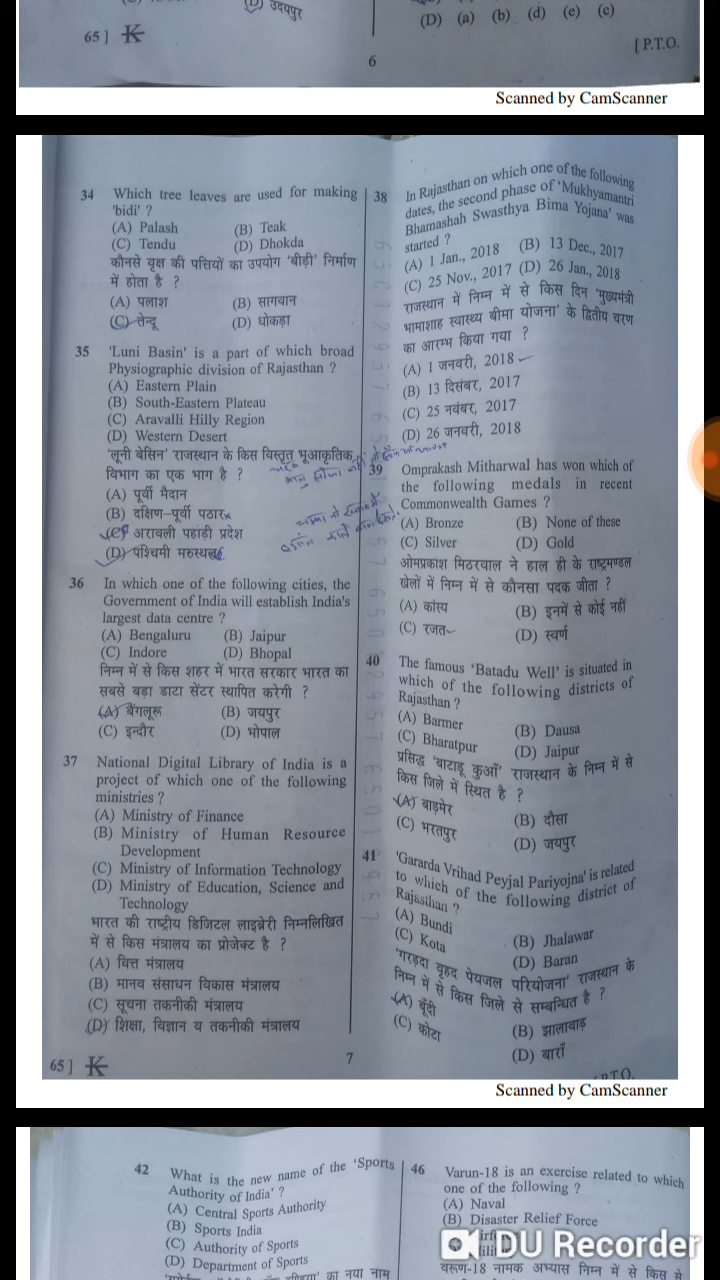 (D) उदयपुर
65] K
(D) (a) (b) (d) (e) (c)
[P.T.O.
6
Scanned by CamScanner
34 Which tree leaves are used for making
'bidi' ?
(A) Palash (B) Teak
(C) Tendu (D) Dhokda
कौनसे वृक्ष की पत्तियों का उपयोग 'बीड़ी' निर्माण
में होता है ?
(A) पलाश (B) सागवान
(C) तेन्दू (D) धोकड़ा
35 'Luni Basin' is a part of which broad
Physiographic division of Rajasthan ?
(A) Eastern Plain
(B) South-Eastern Plateau
(C) Aravalli Hilly Region
(D) Western Desert
'लूनी बेसिन' राजस्थान के किस विस्तृत भूआकृतिक
विभाग का एक भाग है ?
(A) पूर्वी मैदान
(B) दक्षिण-पूर्वी पठार
(C) अरावली पहाड़ी प्रदेश
(D) पश्चिमी मरुस्थल
36 In which one of the following cities, the
Government of India will establish India's
largest data centre ?
(A) Bengaluru (B) Jaipur
(C) Indore (D) Bhopal
निम्न में से किस शहर में भारत सरकार भारत का
सबसे बड़ा डाटा सेंटर स्थापित करेगी ?
(A) बेंगलूरू (B) जयपुर
(C) इन्दौर (D) भोपाल
37 National Digital Library of India is a
project of which one of the following
ministries ?
(A) Ministry of Finance
(B) Ministry of Human Resource
Development
(C) Ministry of Information Technology
(D) Ministry of Education, Science and
Technology
भारत की राष्ट्रीय डिजिटल लाइब्रेरी निम्नलिखित
में से किस मंत्रालय का प्रोजेक्ट है ?
(A) वित्त मंत्रालय
(B) मानव संसाधन विकास मंत्रालय
(C) सूचना तकनीकी मंत्रालय
(D) शिक्षा, विज्ञान व तकनीकी मंत्रालय
65] K
7
38 In Rajasthan on which one of the following
dates, the second phase of 'Mukhyamantri
Bhamashah Swasthya Bima Yojana' was
started ?
(A) 1 Jan., 2018 (B) 13 Dec., 2017
(C) 25 Nov., 2017 (D) 26 Jan., 2018
राजस्थान में निम्न में से किस दिन 'मुख्यमंत्री
भामाशाह स्वास्थ्य बीमा योजना' के द्वितीय चरण
का आरम्भ किया गया ?
(A) 1 जनवरी, 2018
(B) 13 दिसंबर, 2017
(C) 25 नवंबर, 2017
(D) 26 जनवरी, 2018
39 Omprakash Mitharwal has won which of
the following medals in recent
Commonwealth Games ?
(A) Bronze (B) None of these
(C) Silver (D) Gold
ओमप्रकाश मिठरवाल ने हाल ही के राष्ट्रमण्डल
खेलों में निम्न में से कौनसा पदक जीता ?
(A) कांस्य (B) इनमें से कोई नहीं
(C) रजत (D) स्वर्ण
40 The famous 'Batadu Well' is situated in
which of the following districts of
Rajasthan ?
(A) Barmer (B) Dausa
(C) Bharatpur (D) Jaipur
प्रसिद्ध 'बाटाडू कुआँ' राजस्थान के निम्न में से
किस जिले में स्थित है ?
(A) बाड़मेर (B) दौसा
(C) भरतपुर (D) जयपुर
41 'Gararda Vrihad Peyjal Pariyojna' is related
to which of the following district of
Rajasthan ?
(A) Bundi (B) Jhalawar
(C) Kota (D) Baran
'गरड़दा वृहद पेयजल परियोजना' राजस्थान के
निम्न में से किस जिले से सम्बन्धित है ?
(A) बूँदी (B) झालावाड़
(C) कोटा (D) बाराँ
P.T.O.
Scanned by CamScanner
42 What is the new name of the 'Sports
Authority of India' ?
(A) Central Sports Authority
(B) Sports India
(C) Authority of Sports
(D) Department of Sports
का नया नाम
46 Varun-18 is an exercise related to which
one of the following ?
(A) Naval
(B) Disaster Relief Force
DU Recorder
वरूण-18 नामक अभ्यास निम्न में से किस से